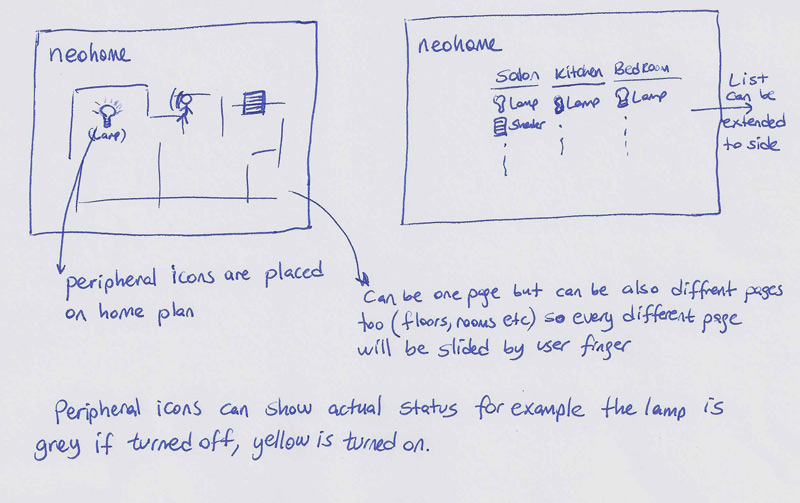 neohome
(Lamp)
peripheral icons are placed
on home plan
neohome
Salon Kitchen Bedroom
Lamp Lamp Lamp
Shader
List
can be
extended
to side
Can be one page but can be also diffrent pages
too (floors, rooms etc) so every different page
will be slided by user finger
Peripheral icons can show actual status for example the lamp is
grey if turned off, yellow is turned on.